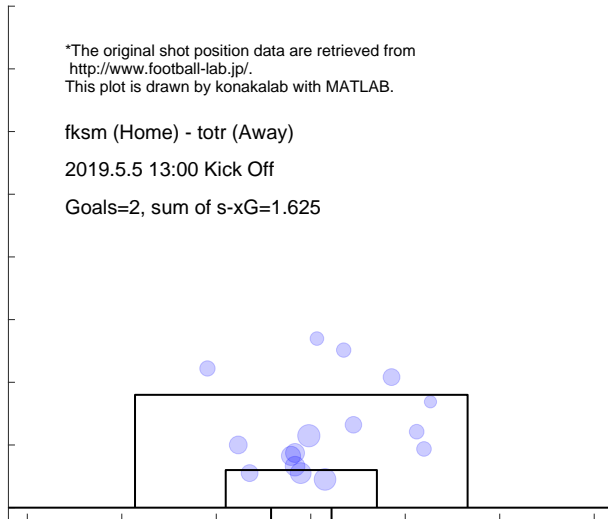 *The original shot position data are retrieved from
http://www.football-lab.jp/.
This plot is drawn by konakalab with MATLAB.
fksm (Home) - totr (Away)
2019.5.5 13:00 Kick Off
Goals=2, sum of s-xG=1.625